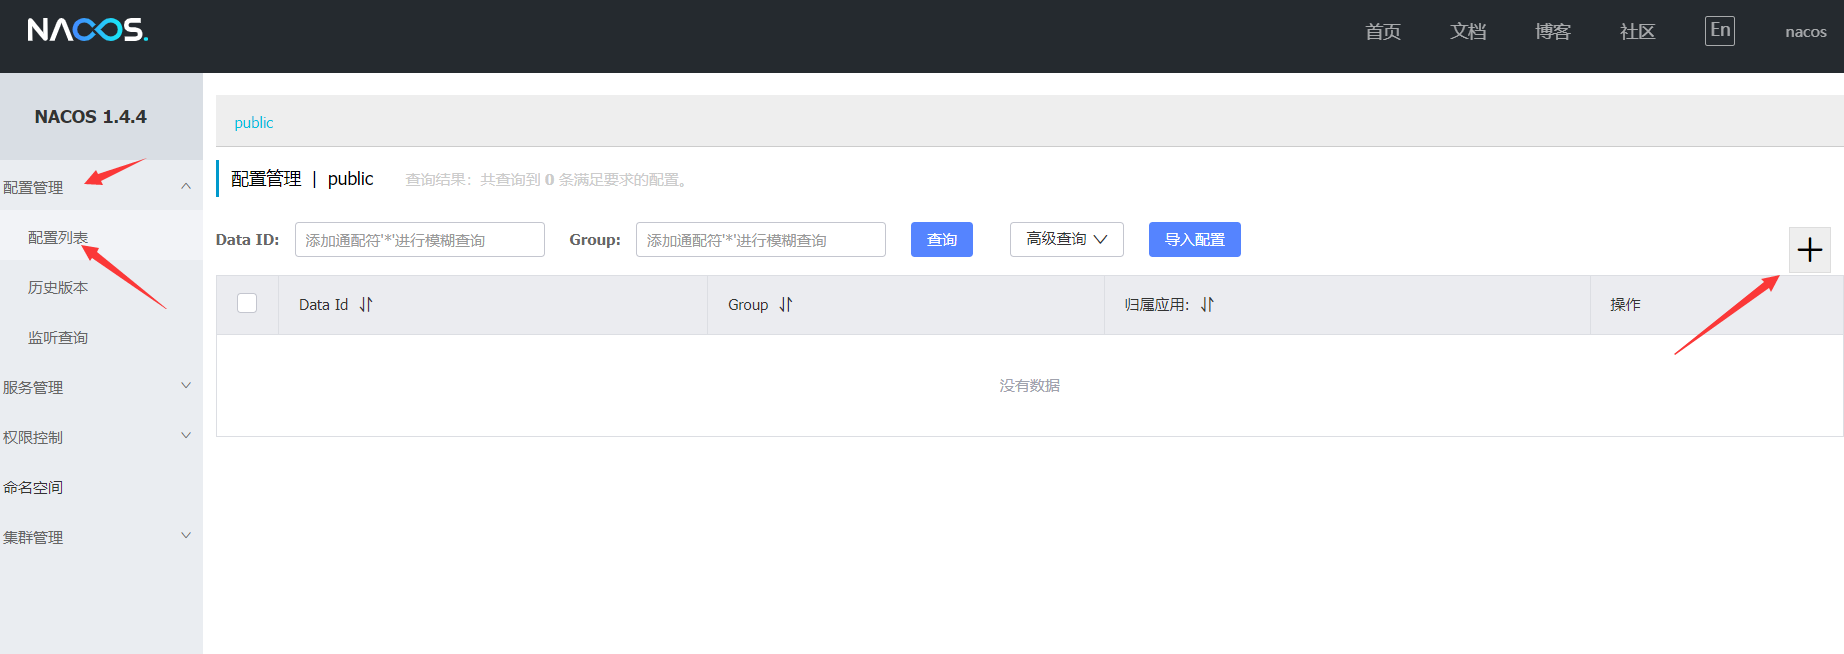 NACOS.
首页 文档 博客 社区 En nacos
NACOS 1.4.4
配置管理
配置列表
历史版本
监听查询
服务管理
权限控制
命名空间
集群管理
public
配置管理 | public 查询结果：共查询到 0 条满足要求的配置。
Data ID: 添加通配符'*'进行模糊查询 Group: 添加通配符'*'进行模糊查询 查询 高级查询 导入配置
Data Id Group 归属应用: 操作
没有数据